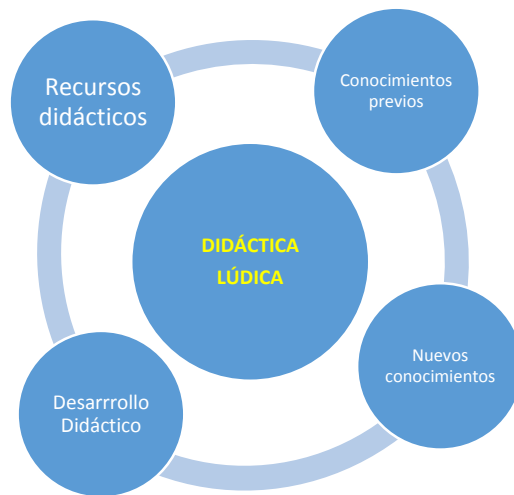 Recursos
didácticos
Conocimientos
previos
DIDÁCTICA
LÚDICA
Nuevos
conocimientos
Desarrrollo
Didáctico